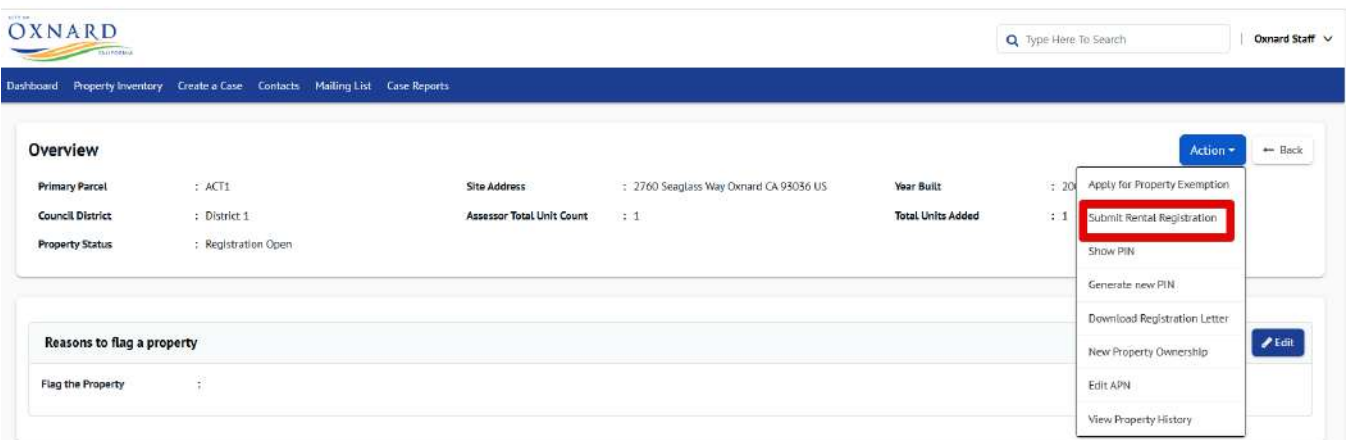 CITY OF
OXNARD
CALIFORNIA
Type Here To Search
Oxnard Staff
Dashboard Property Inventory Create a Case Contacts Mailing List Case Reports
Overview
Action
← Back
Primary Parcel : ACT1 Site Address : 2760 Seaglass Way Oxnard CA 93036 US Year Built : 20
Council District : District 1 Assessor Total Unit Count : 1 Total Units Added : 1
Property Status : Registration Open
Apply for Property Exemption
Submit Rental Registration
Show PIN
Generate new PIN
Download Registration Letter
New Property Ownership
Edit APN
View Property History
Reasons to flag a property
Edit
Flag the Property :